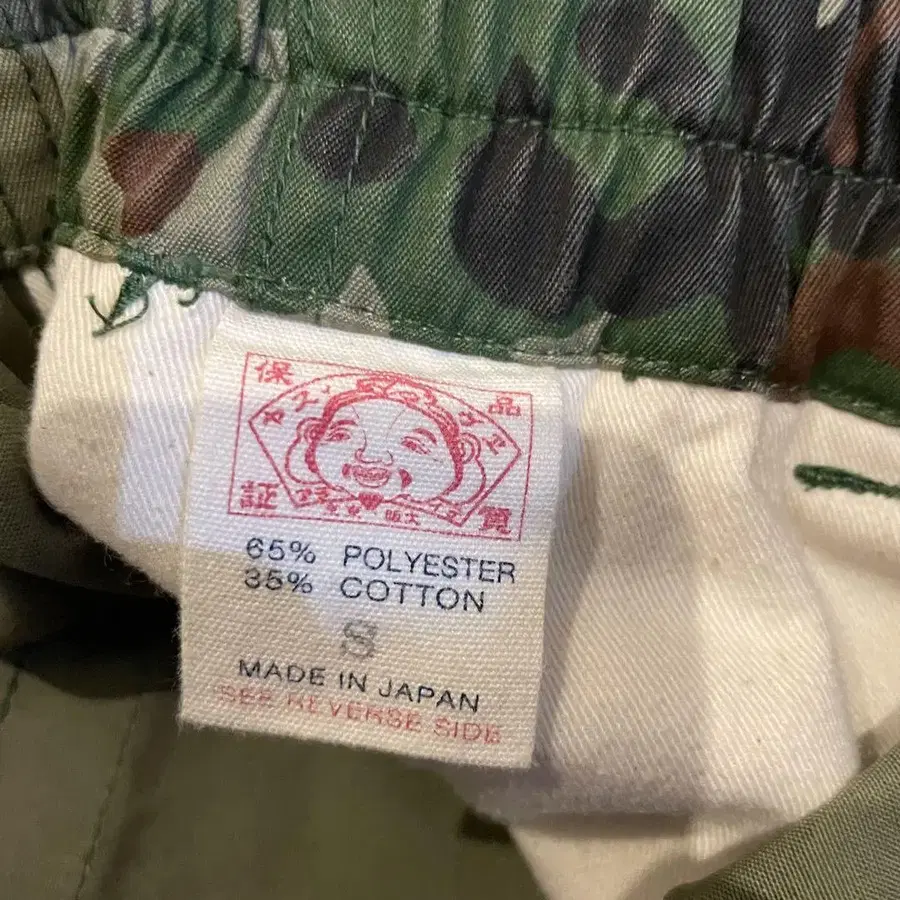 保 品
証 質
65% POLYESTER
35% COTTON
S
MADE IN JAPAN
SEE REVERSE SIDE